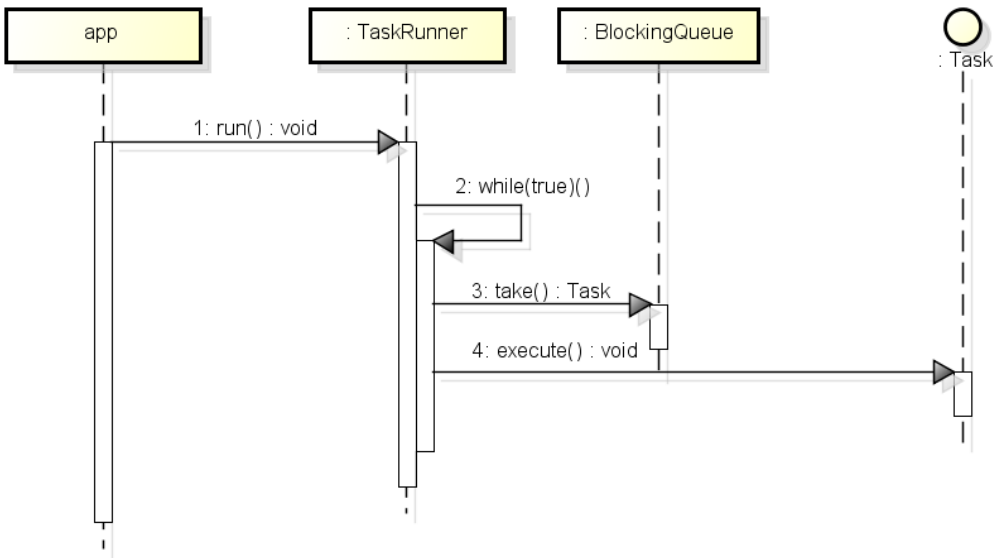 app
: TaskRunner
: BlockingQueue
: Task
1: run() : void
2: while(true)()
3: take() : Task
4: execute() : void